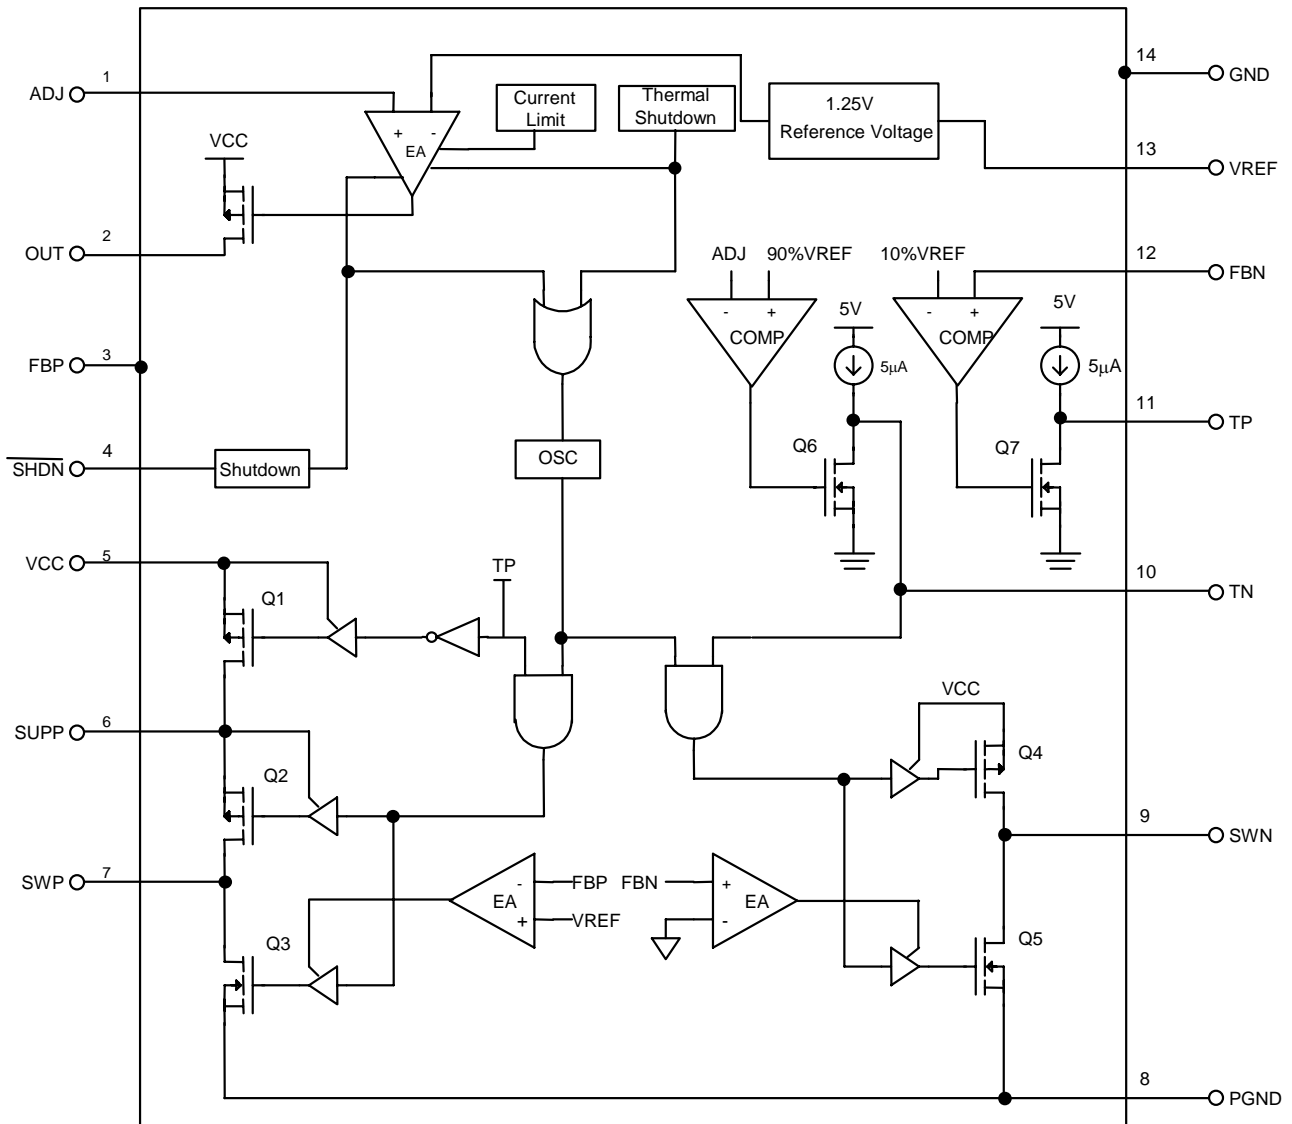 1
ADJ
VCC
2
OUT
3
FBP
4
SHDN
Shutdown
+ -
EA
Current
Limit
Thermal
Shutdown
1.25V
Reference Voltage
14
GND
13
VREF
12
FBN
ADJ 90%VREF
- +
COMP
5V
5μA
Q6
10%VREF
- +
COMP
5V
5μA
Q7
11
TP
10
TN
OSC
5
VCC
Q1
TP
6
SUPP
Q2
7
SWP
Q3
-
EA
+
FBP
VREF
FBN
+
EA
-
VCC
Q4
9
SWN
Q5
8
PGND